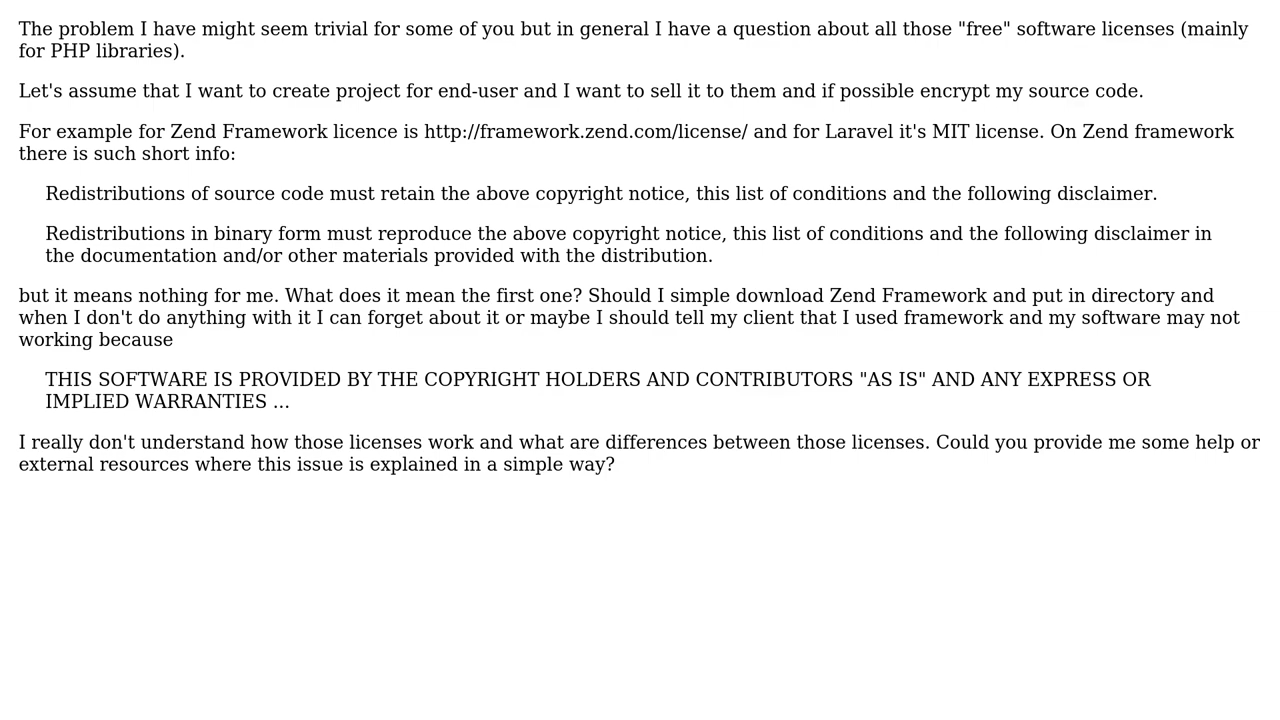 The problem I have might seem trivial for some of you but in general I have a question about all those "free" software licenses (mainly
for PHP libraries).
Let's assume that I want to create project for end-user and I want to sell it to them and if possible encrypt my source code.
For example for Zend Framework licence is http://framework.zend.com/license/ and for Laravel it's MIT license. On Zend framework
there is such short info:
Redistributions of source code must retain the above copyright notice, this list of conditions and the following disclaimer.
Redistributions in binary form must reproduce the above copyright notice, this list of conditions and the following disclaimer in
the documentation and/or other materials provided with the distribution.
but it means nothing for me. What does it mean the first one? Should I simple download Zend Framework and put in directory and
when I don't do anything with it I can forget about it or maybe I should tell my client that I used framework and my software may not
working because
THIS SOFTWARE IS PROVIDED BY THE COPYRIGHT HOLDERS AND CONTRIBUTORS "AS IS" AND ANY EXPRESS OR
IMPLIED WARRANTIES ...
I really don't understand how those licenses work and what are differences between those licenses. Could you provide me some help or
external resources where this issue is explained in a simple way?